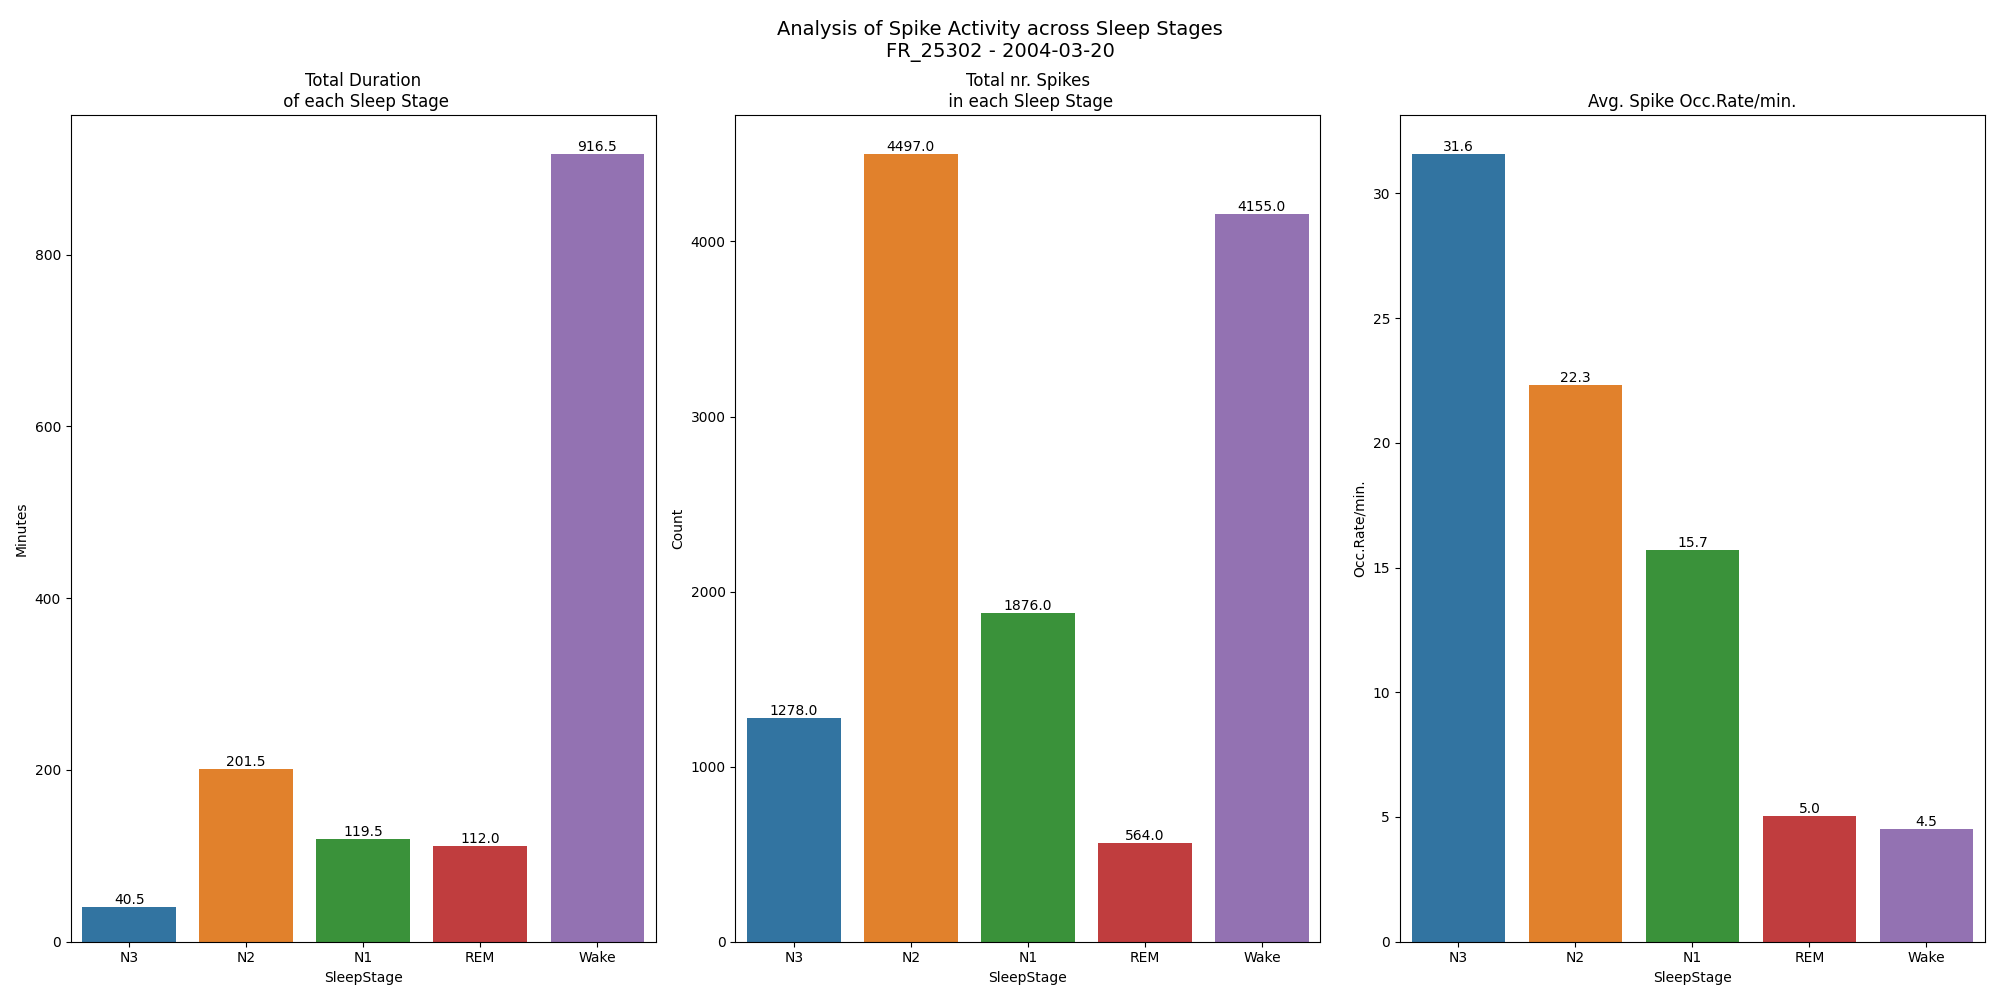 Analysis of Spike Activity across Sleep Stages
FR_25302 - 2004-03-20
Total Duration
of each Sleep Stage
916.5
800
600
400
201.5
200
119.5
112.0
40.5
0
Minutes
N3 N2 N1 REM Wake
SleepStage
Total nr. Spikes
in each Sleep Stage
4497.0
4155.0
4000
3000
2000
1876.0
1278.0
1000
564.0
0
Count
N3 N2 N1 REM Wake
SleepStage
Avg. Spike Occ.Rate/min.
31.6
30
25
22.3
20
15.7
15
10
5
5.0
4.5
0
Occ.Rate/min.
N3 N2 N1 REM Wake
SleepStage